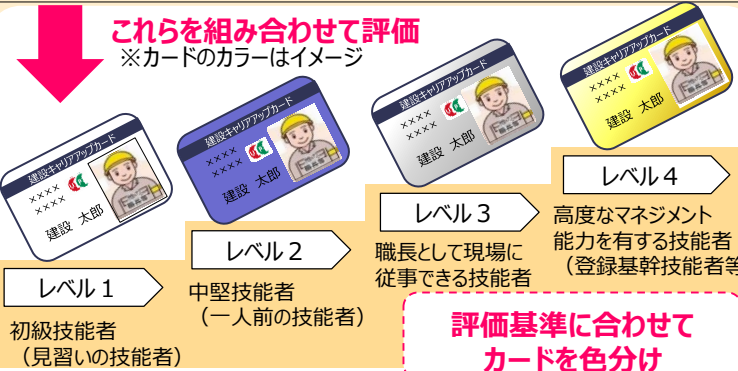 これらを組み合わせて評価
※カードのカラーはイメージ
建設キャリアアップカード
××××
××××
建設 太郎
レベル１
初級技能者
（見習いの技能者）
建設キャリアアップカード
××××
××××
建設 太郎
レベル２
中堅技能者
（一人前の技能者）
建設キャリアアップカード
××××
××××
建設 太郎
レベル３
職長として現場に
従事できる技能者
建設キャリアアップカード
××××
××××
建設 太郎
レベル４
高度なマネジメント
能力を有する技能者
（登録基幹技能者等
評価基準に合わせて
カードを色分け